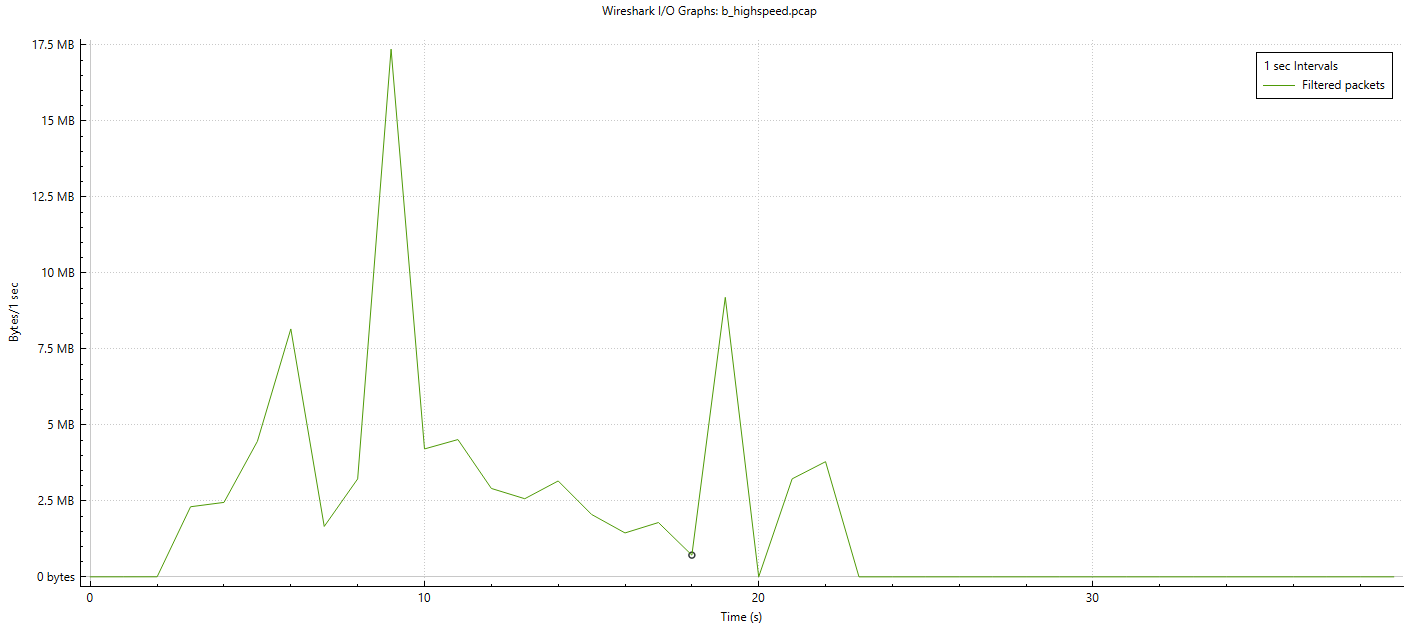 Wireshark I/O Graphs: b_highspeed.pcap
17.5 MB
15 MB
12.5 MB
10 MB
7.5 MB
5 MB
2.5 MB
0 bytes
Bytes/1 sec
1 sec Intervals
Filtered packets
0 10 20 30
Time (s)